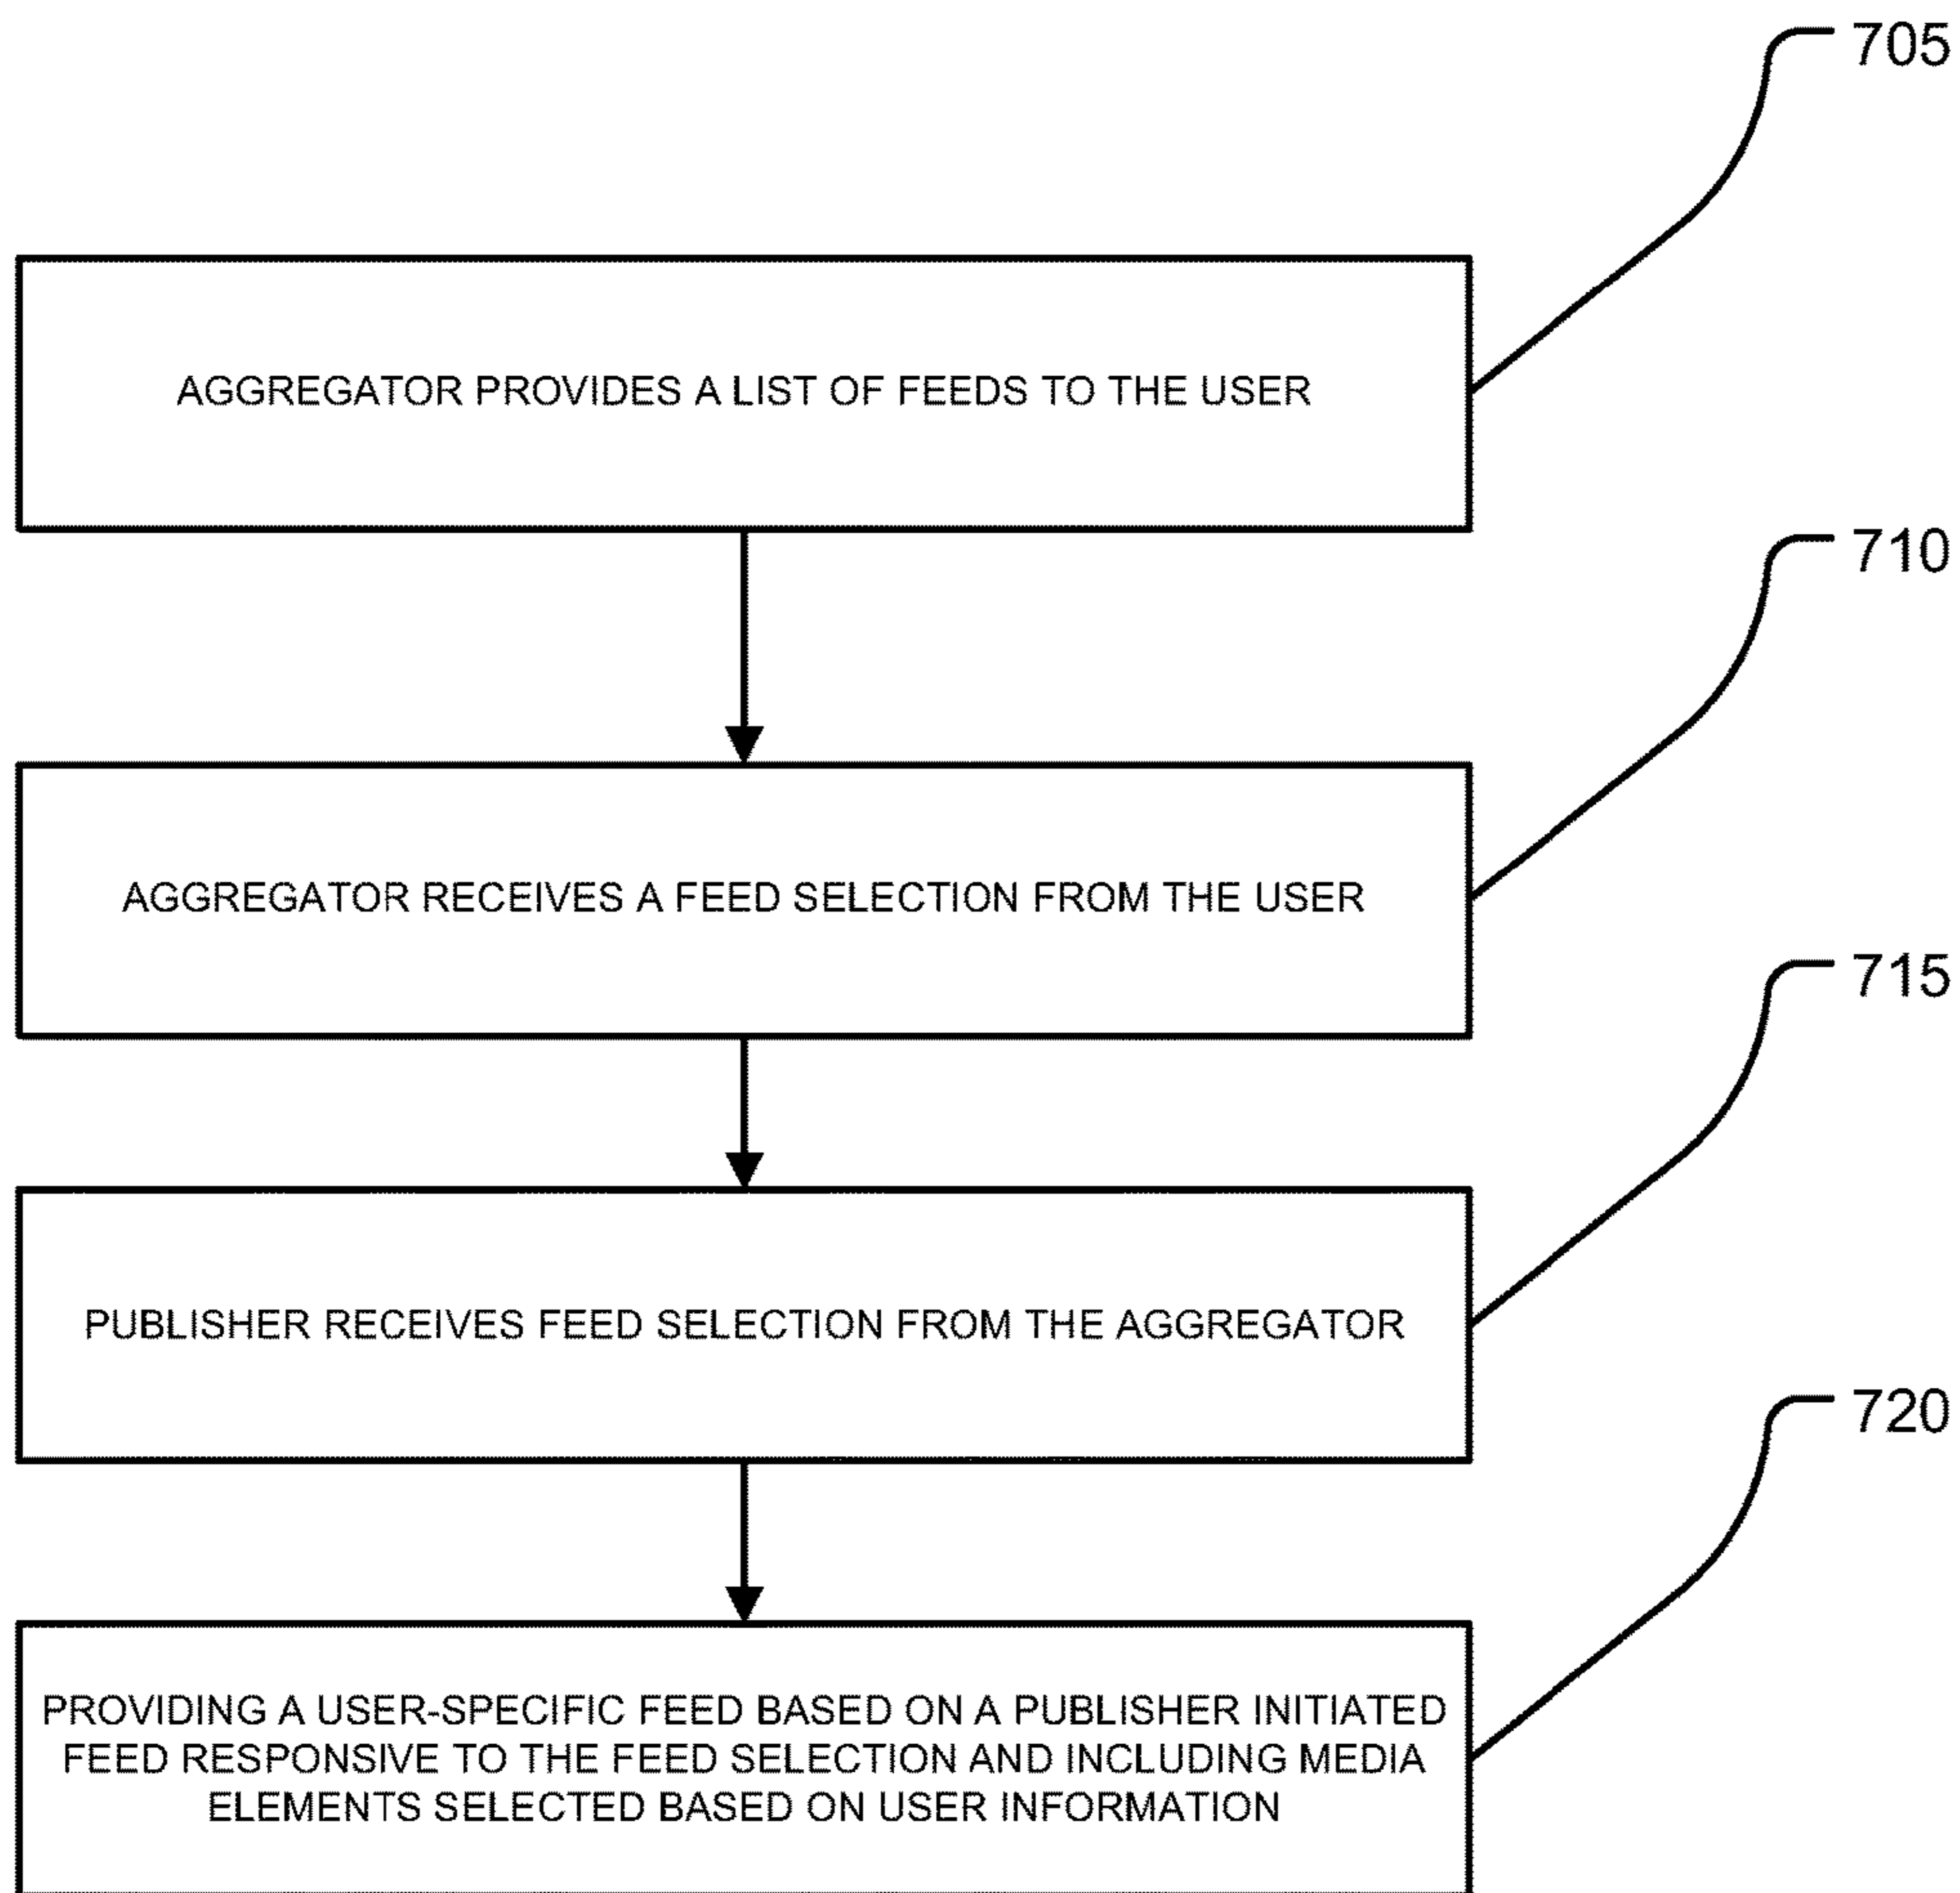 705
AGGREGATOR PROVIDES A LIST OF FEEDS TO THE USER
710
AGGREGATOR RECEIVES A FEED SELECTION FROM THE USER
715
PUBLISHER RECEIVES FEED SELECTION FROM THE AGGREGATOR
720
PROVIDING A USER-SPECIFIC FEED BASED ON A PUBLISHER INITIATED
FEED RESPONSIVE TO THE FEED SELECTION AND INCLUDING MEDIA
ELEMENTS SELECTED BASED ON USER INFORMATION